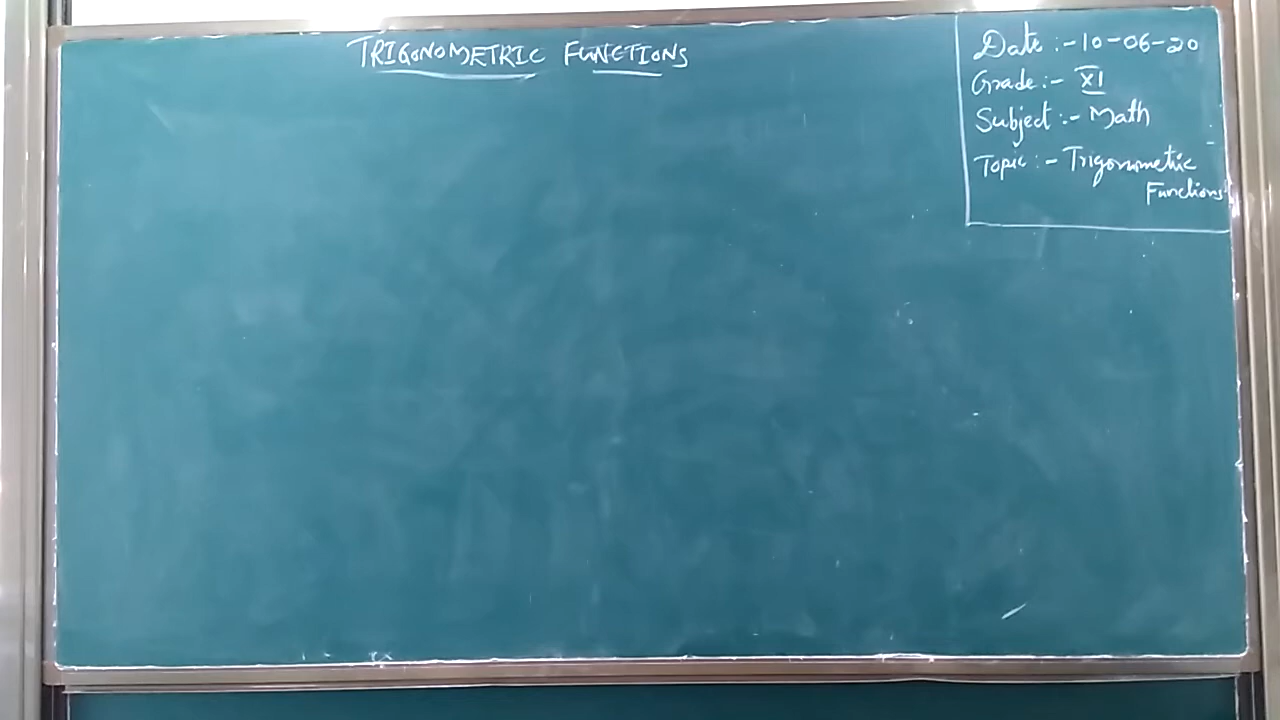 TRIGONOMETRIC FUNCTIONS
Date :- 10-06-20
Grade :- XI
Subject :- Math
Topic :- Trigonometric
Functions